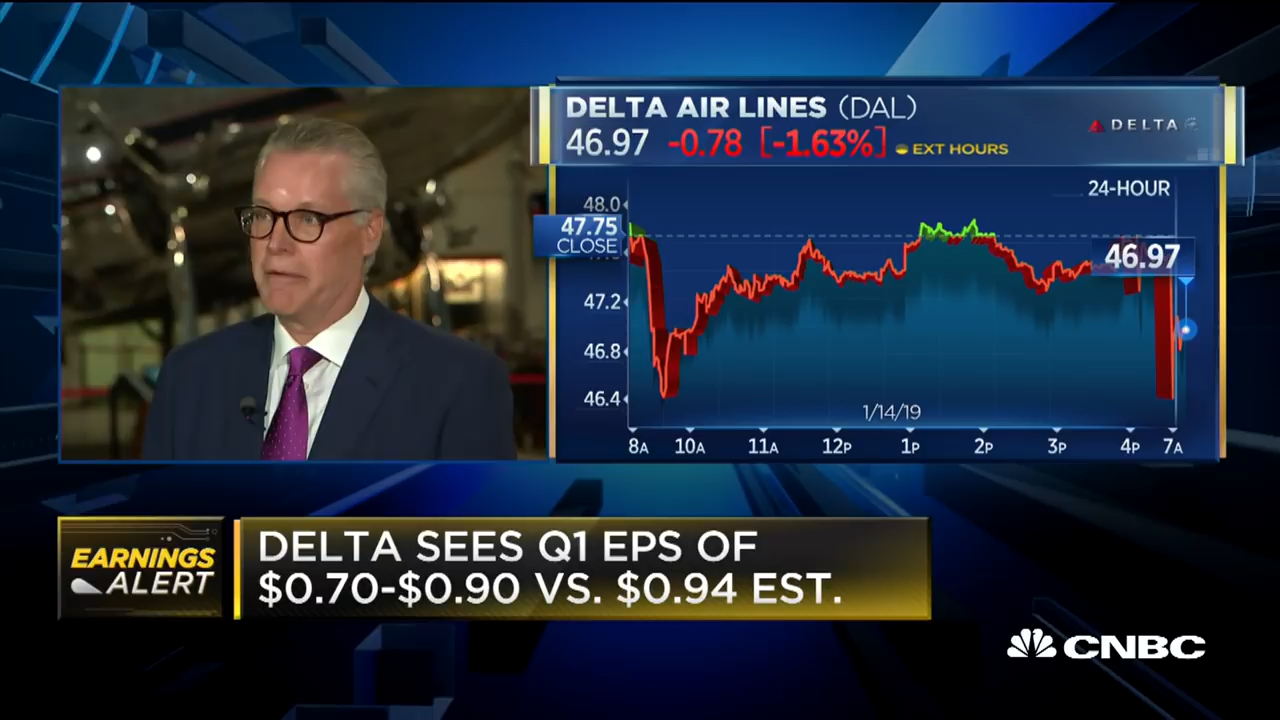 DELTA AIR LINES (DAL)
46.97 -0.78 [-1.63%] EXT HOURS
DELTA
24-HOUR
48.0
47.75
CLOSE
46.97
47.2
46.8
46.4
1/14/19
8A 10A 11A 12P 1P 2P 3P 4P 7A
EARNINGS
ALERT
DELTA SEES Q1 EPS OF
$0.70-$0.90 VS. $0.94 EST.
CNBC